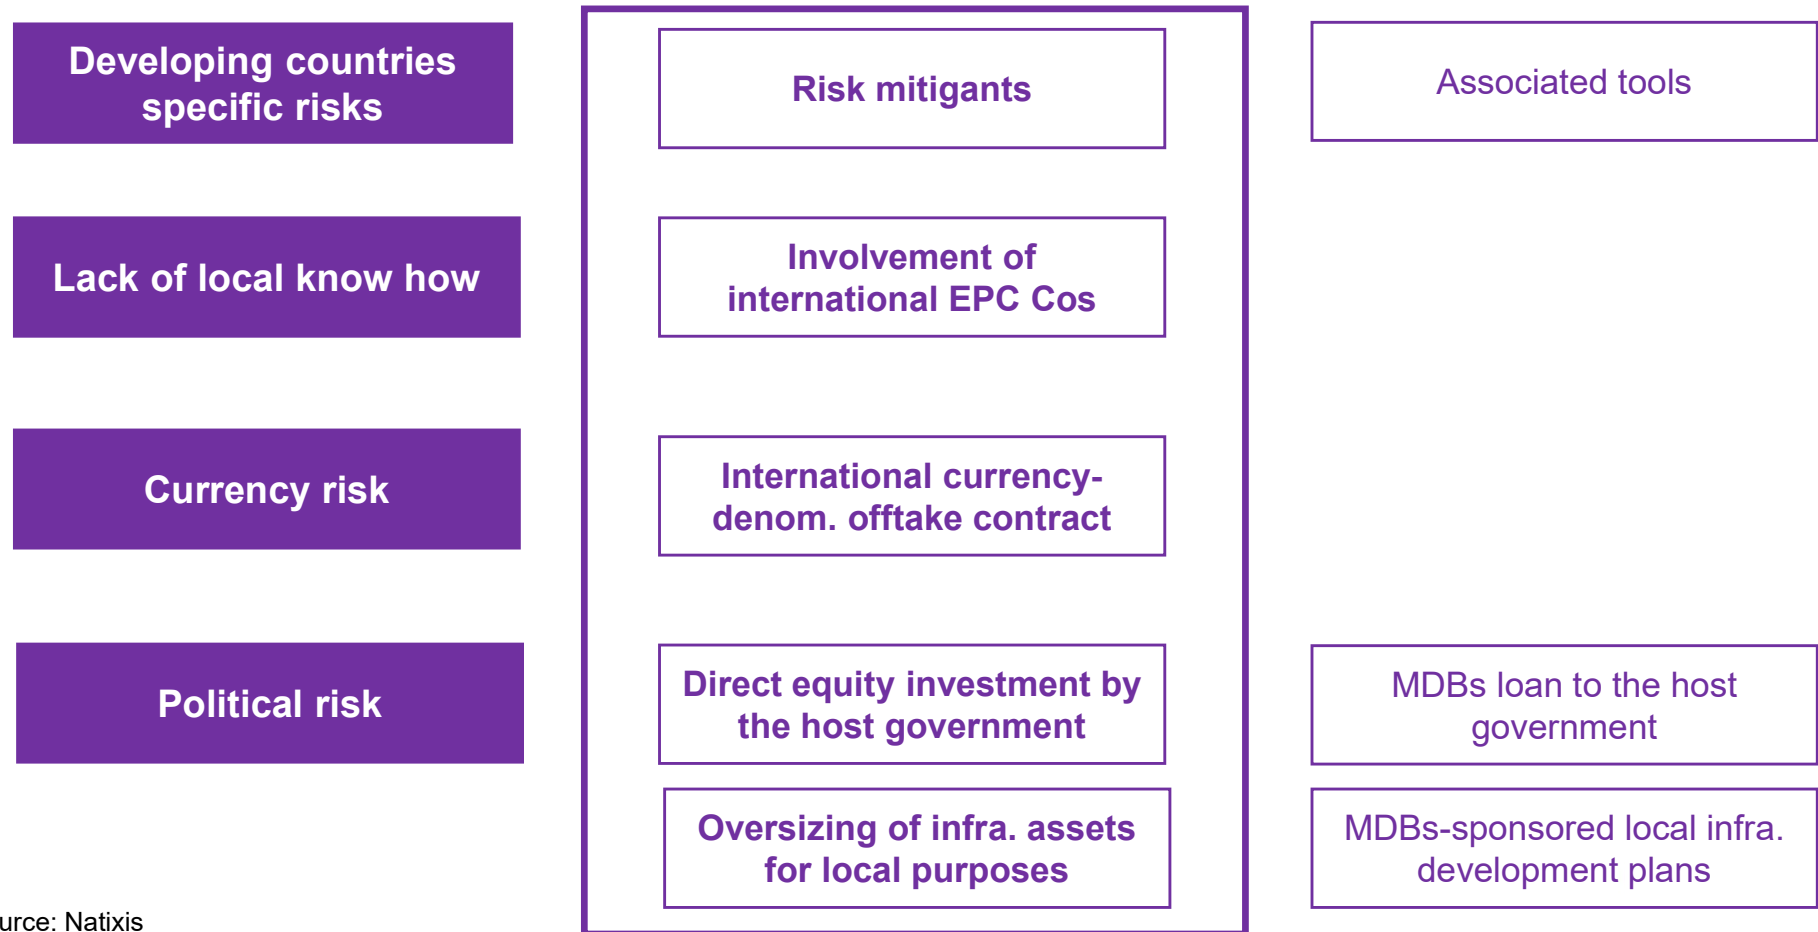 Developing countries
specific risks
Risk mitigants
Associated tools
Lack of local know how
Involvement of
international EPC Cos
Currency risk
International currency-
denom. offtake contract
Political risk
Direct equity investment by
the host government
MDBs loan to the host
government
Oversizing of infra. assets
for local purposes
MDBs-sponsored local infra.
development plans
urce: Natixis